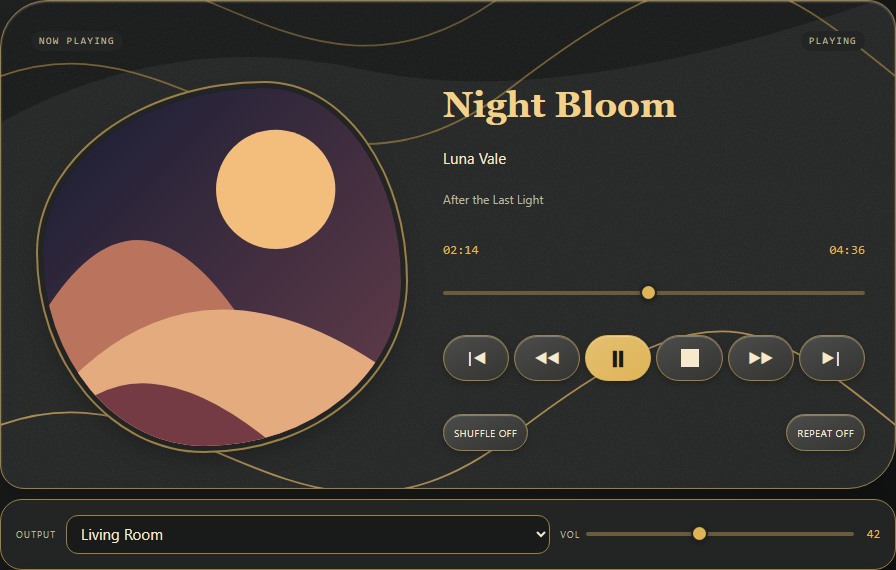 NOW PLAYING
PLAYING
Night Bloom
Luna Vale
After the Last Light
02:14
04:36
SHUFFLE OFF
REPEAT OFF
OUTPUT
Living Room
VOL
42